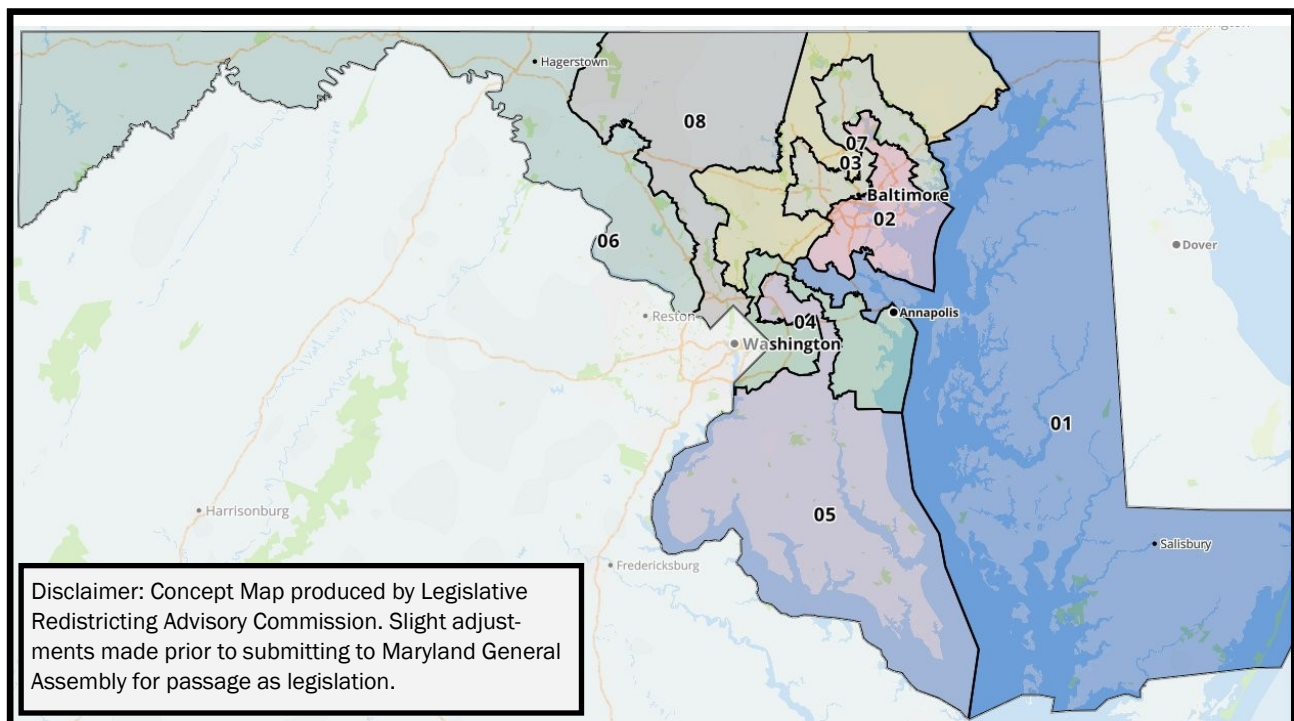 Hagerstown
08
07
03
Baltimore
02
06
Dover
Reston
04
Annapolis
Washington
01
Harrisonburg
05
Salisbury
Fredericksburg
Disclaimer: Concept Map produced by Legislative
Redistricting Advisory Commission. Slight adjust-
ments made prior to submitting to Maryland General
Assembly for passage as legislation.